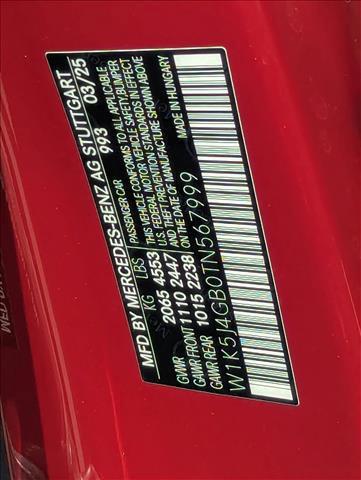 MFD BY MERCEDES-BENZ AG STUTTGART
993 03/25
PASSENGER CAR
KG LBS
GVWR 2065 4553
GAWR FRONT 1110 2447
GAWR REAR 1015 2238
THIS VEHICLE CONFORMS TO ALL APPLICABLE
U.S. FEDERAL MOTOR VEHICLE SAFETY, BUMPER
AND THEFT PREVENTION STANDARDS IN EFFECT
ON THE DATE OF MANUFACTURE SHOWN ABOVE
MADE IN HUNGARY
W1K5J4GB0TN567999